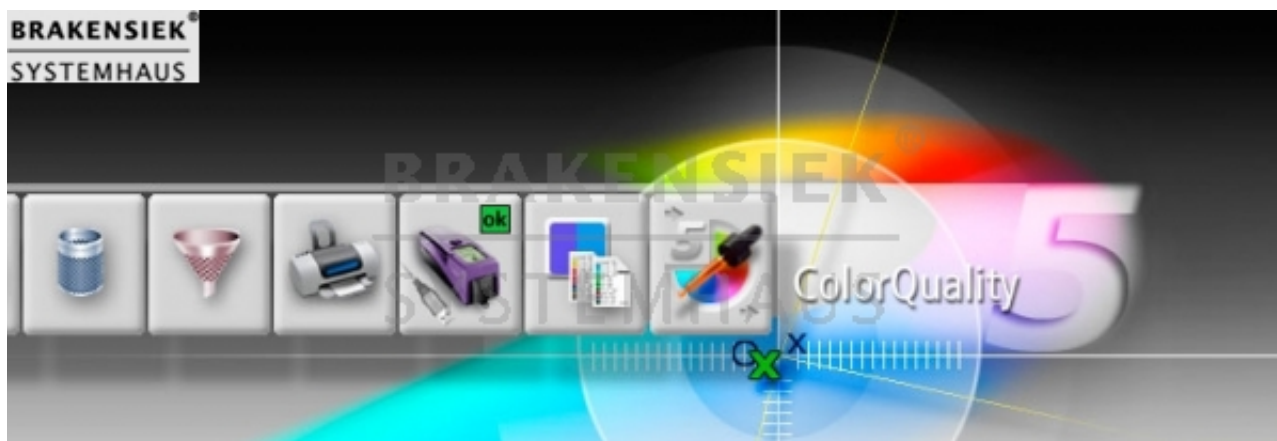 BRAKENSIEK®
SYSTEMHAUS
BRAKENSIEK®
SYSTEMHAUS
ok
5
5
ColorQuality
x
X